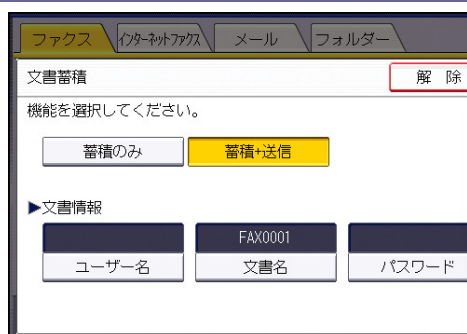 ファクス インターネットファクス メール フォルダー
文書蓄積 解 除
機能を選択してください。
蓄積のみ 蓄積+送信
▶文書情報
FAX0001
ユーザー名 文書名 パスワード